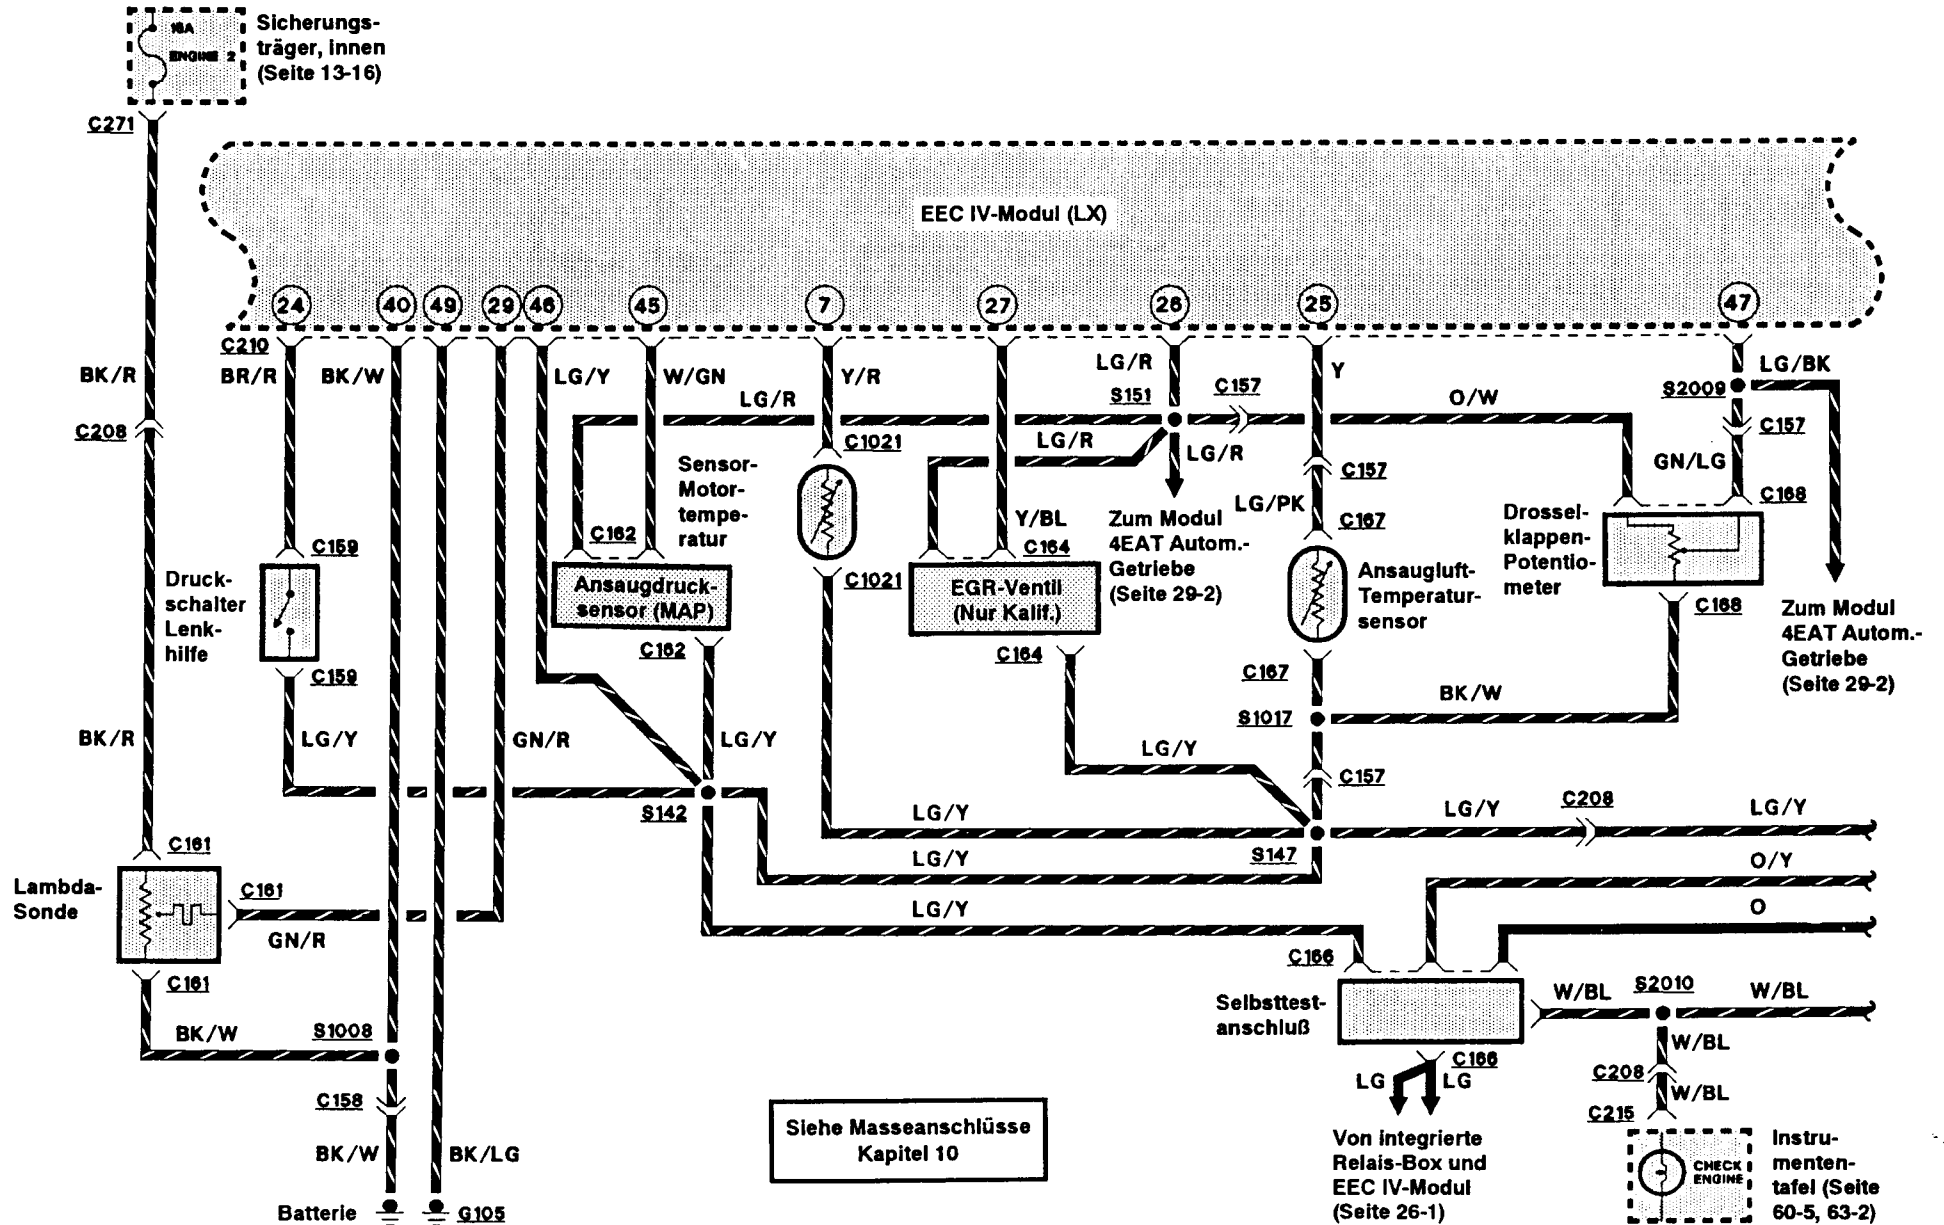 16A
ENGINE 2
Sicherungs-
träger, innen
(Seite 13-16)
C271
EEC IV-Modul (LX)
24 40 49 29 46 45 7 27 26 25 47
C210
BK/R
BR/R
BK/W
LG/Y
W/GN
LG/R
Y/R
LG/R
Y
LG/BK
S151
C157
O/W
S2009
C208
C1021
LG/R
LG/R
C157
C157
GN/LG
Sensor-
Motor-
tempe-
ratur
LG/PK
C168
C162
Y/BL
C164
Zum Modul
4EAT Autom.-
Getriebe
(Seite 29-2)
C167
Drossel-
klappen-
Potentio-
meter
C159
Druck-
schalter
Lenk-
hilfe
Ansaugdruck-
sensor (MAP)
C1021
EGR-Ventil
(Nur Kalif.)
Ansaugluft-
Temperatur-
sensor
C168
Zum Modul
4EAT Autom.-
Getriebe
(Seite 29-2)
C159
C162
C164
C167
BK/W
S1017
BK/R
LG/Y
GN/R
LG/Y
LG/Y
C157
S142
LG/Y
LG/Y
C208
LG/Y
C161
LG/Y
S147
O/Y
Lambda-
Sonde
C161
GN/R
LG/Y
O
C166
C161
Selbsttest-
anschluß
W/BL
S2010
W/BL
BK/W
S1008
W/BL
C166
C208
LG
LG
W/BL
C158
C215
Siehe Masseanschlüsse
Kapitel 10
BK/W
BK/LG
Von integrierte
Relais-Box und
EEC IV-Modul
(Seite 26-1)
CHECK
ENGINE
Instru-
menten-
tafel (Seite
60-5, 63-2)
Batterie
G105